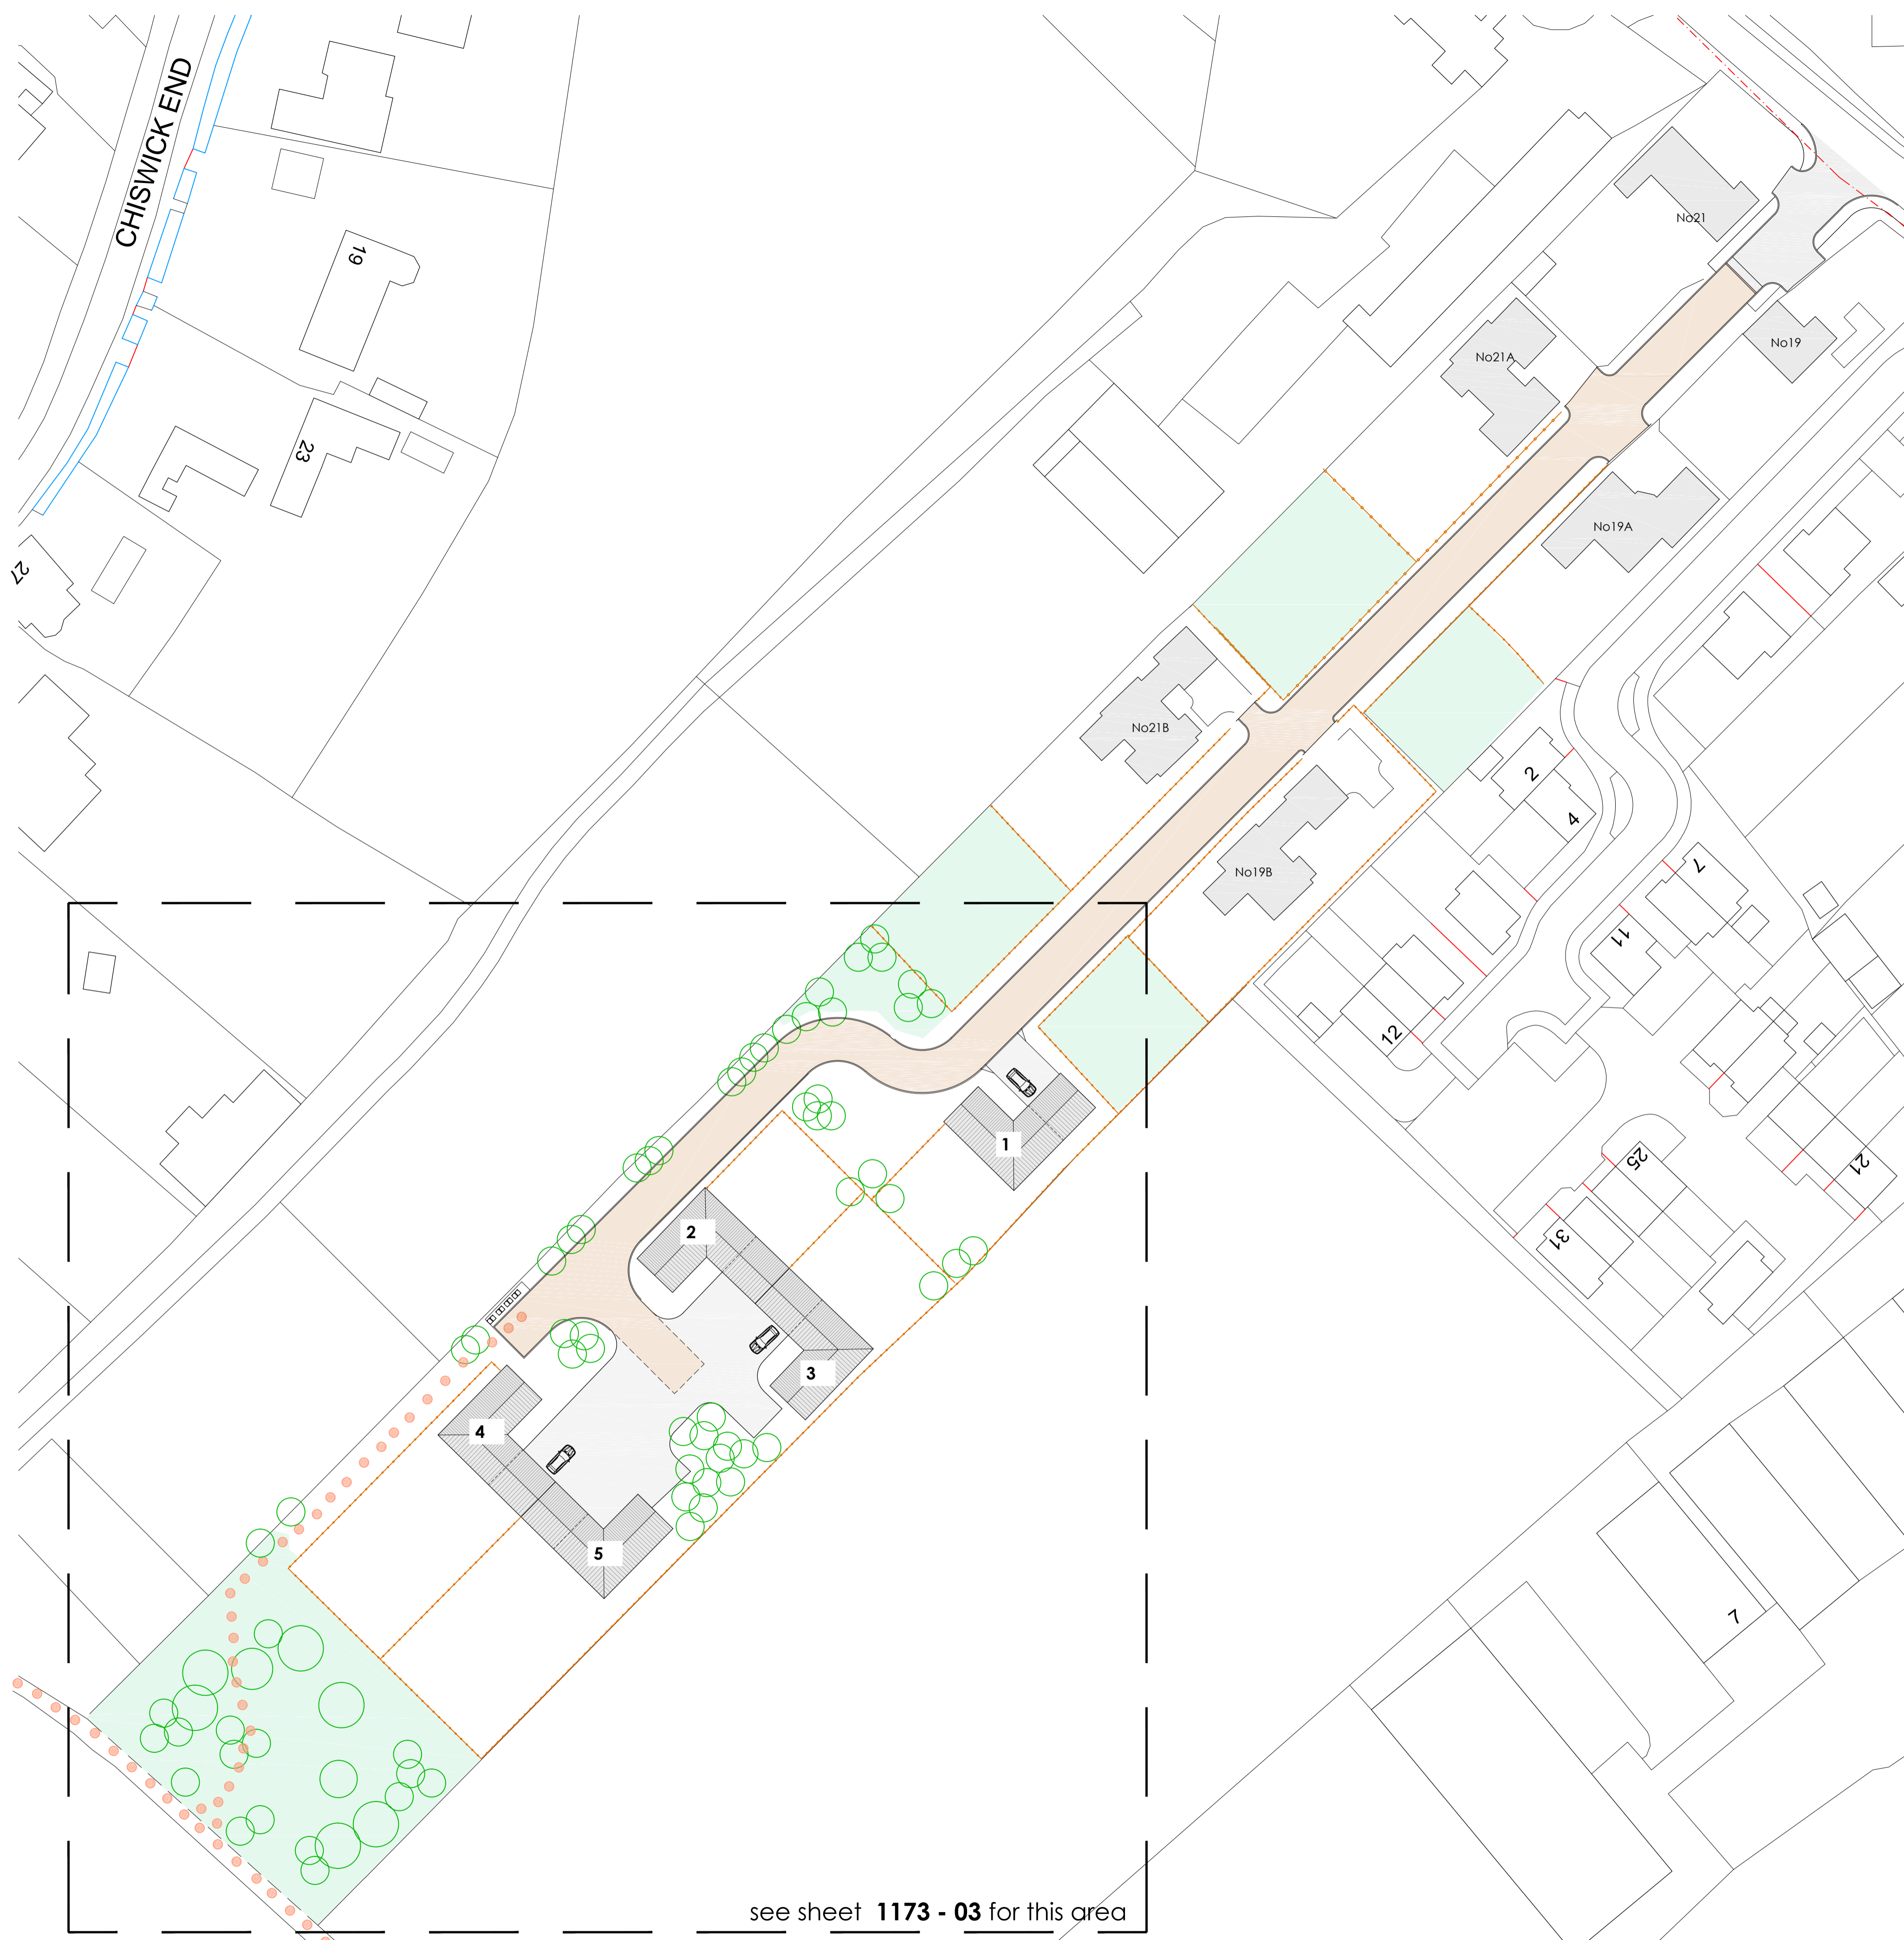 CHISWICK END
19
23
27
No21
No19
No21A
No19A
No21B
No19B
2
4
7
11
12
25
21
31
1
2
3
4
5
7
see sheet 1173 - 03 for this area